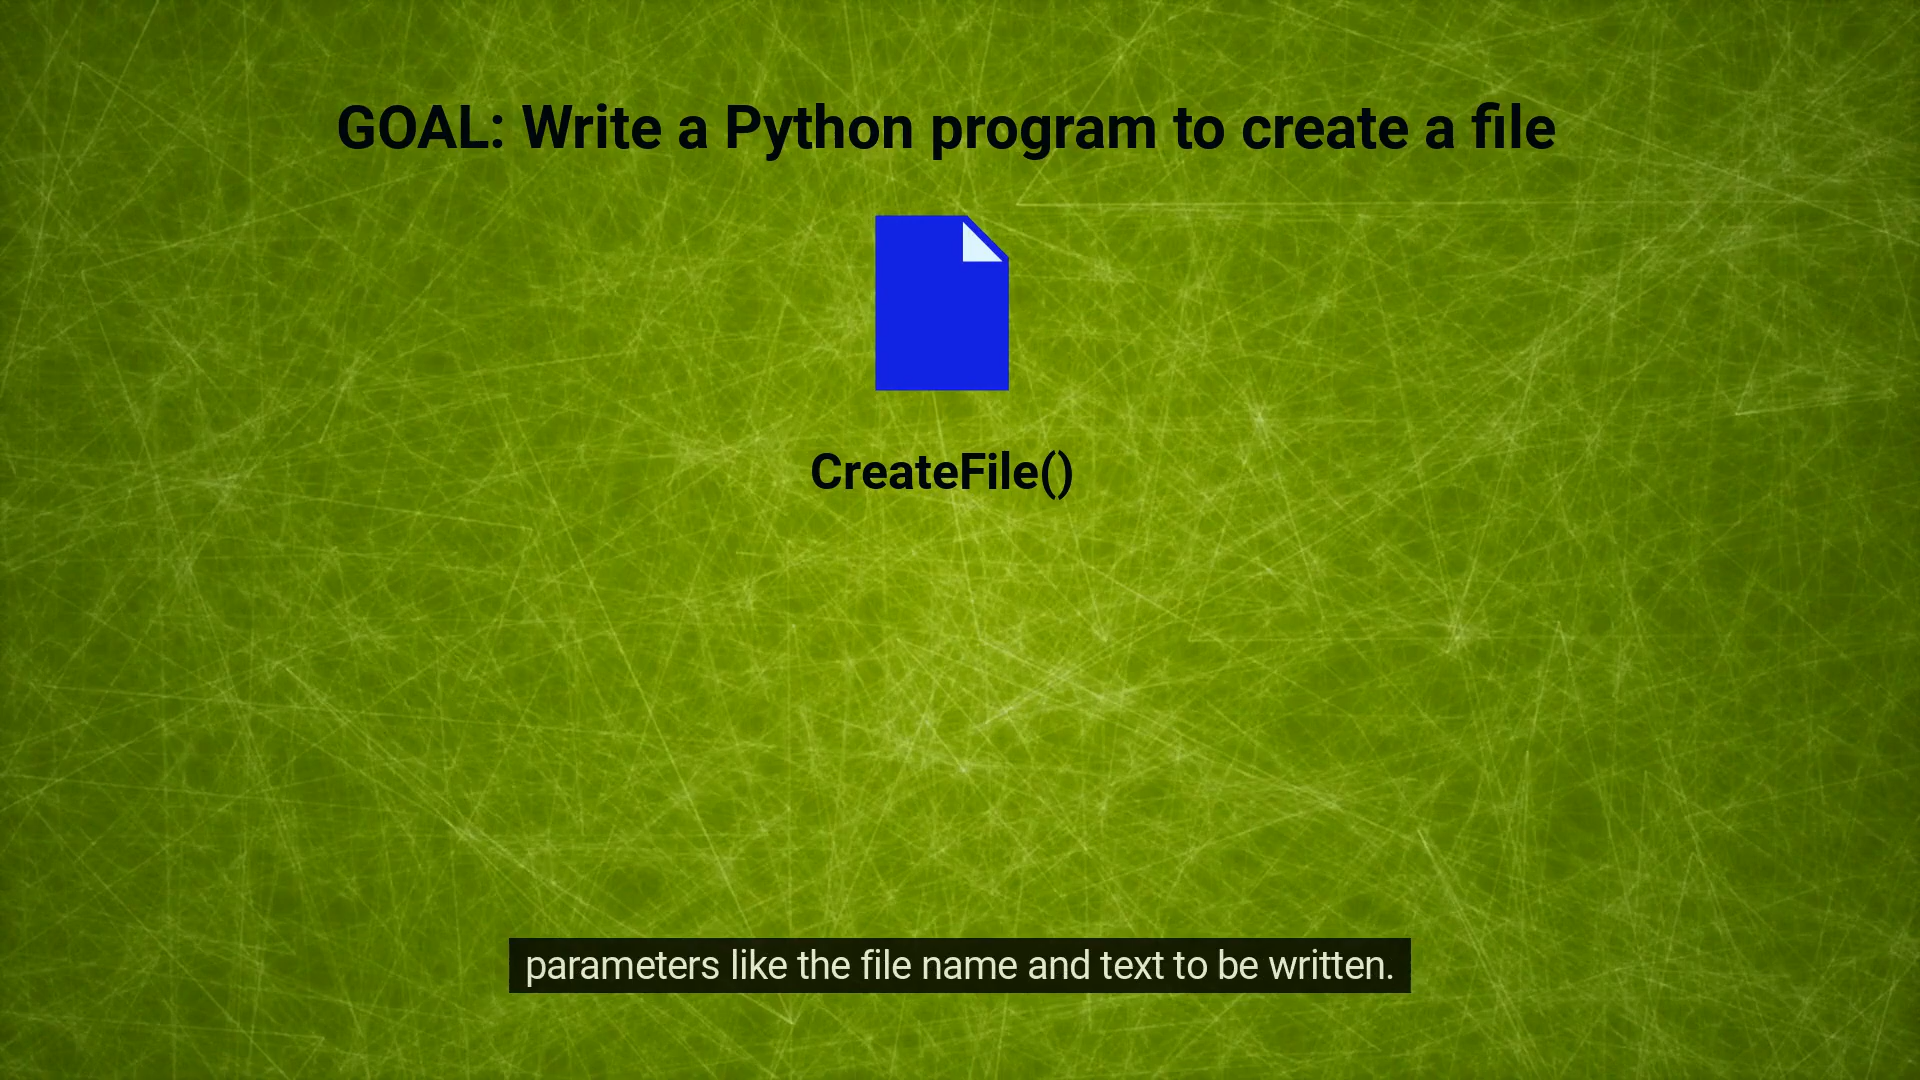 GOAL: Write a Python program to create a file
CreateFile()
parameters like the file name and text to be written.